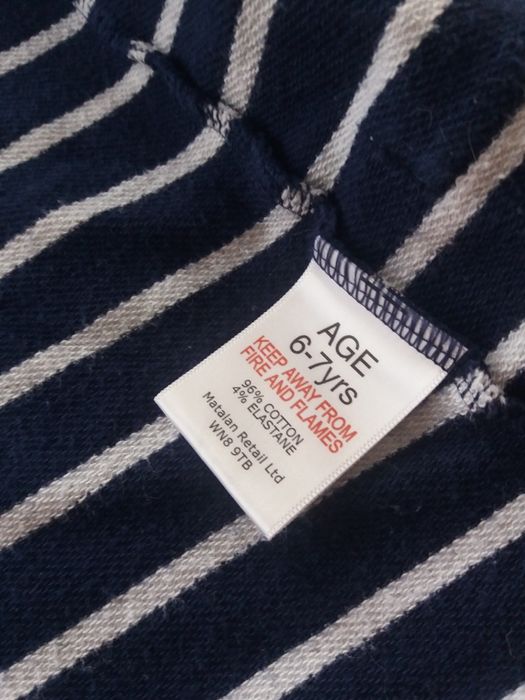 AGE
6-7yrs
KEEP AWAY FROM
FIRE AND FLAMES
96% COTTON
4% ELASTANE
Matalan Retail Ltd
WN8 9TB